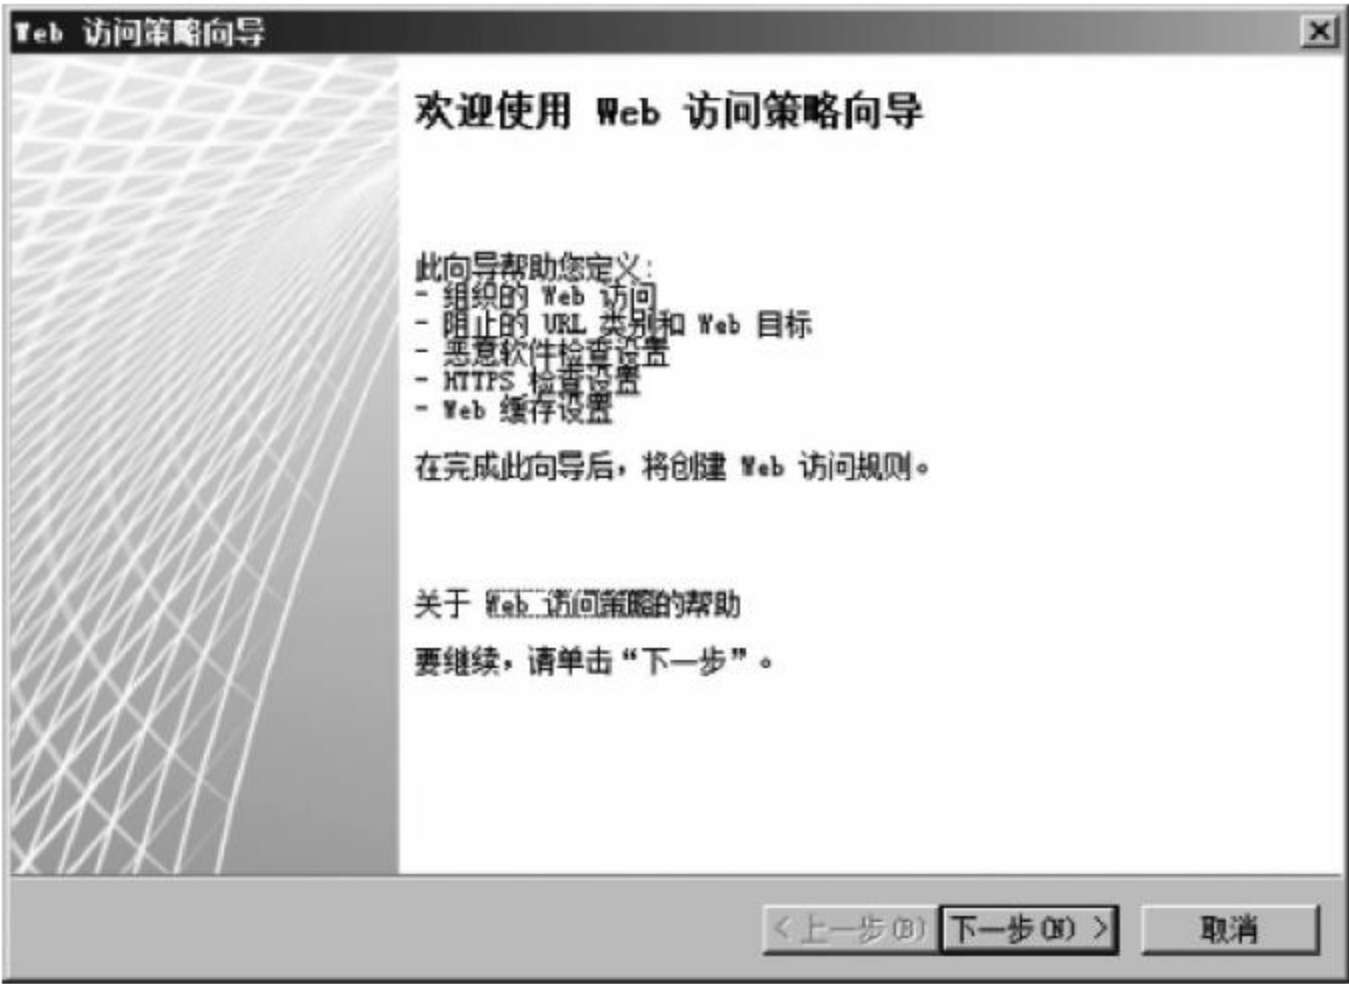 Web 访问策略向导
欢迎使用 Web 访问策略向导
此向导帮助您定义:
- 组织的 Web 访问
- 阻止的 URL 类别和 Web 目标
- 恶意软件检查设置
- HTTPS 检查设置
- Web 缓存设置
在完成此向导后，将创建 Web 访问规则。
关于 Web 访问策略的帮助
要继续，请单击“下一步”。
<上一步(B) 下一步(N) > 取消